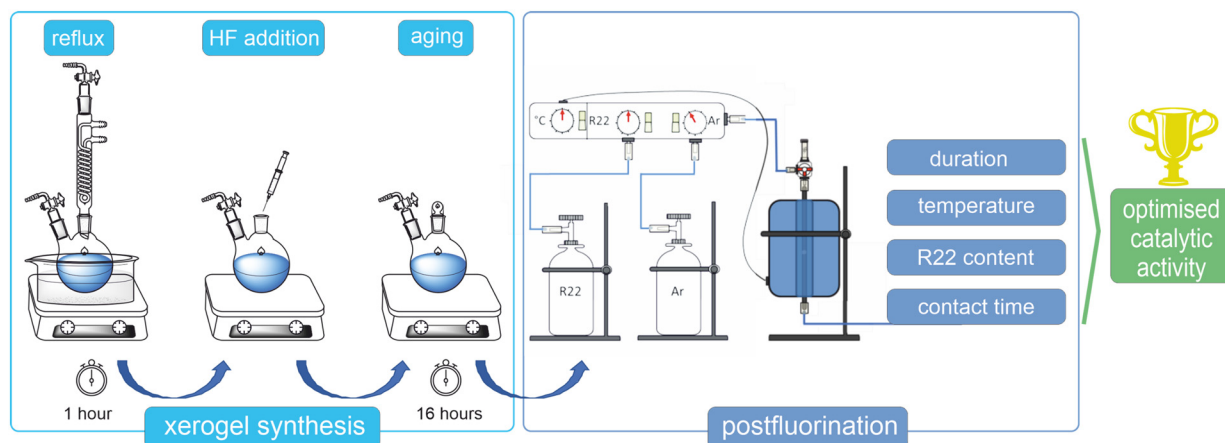 reflux
HF addition
aging
°C
R22
Ar
R22
Ar
duration
temperature
R22 content
contact time
optimised
catalytic
activity
1 hour
16 hours
xerogel synthesis
postfluorination